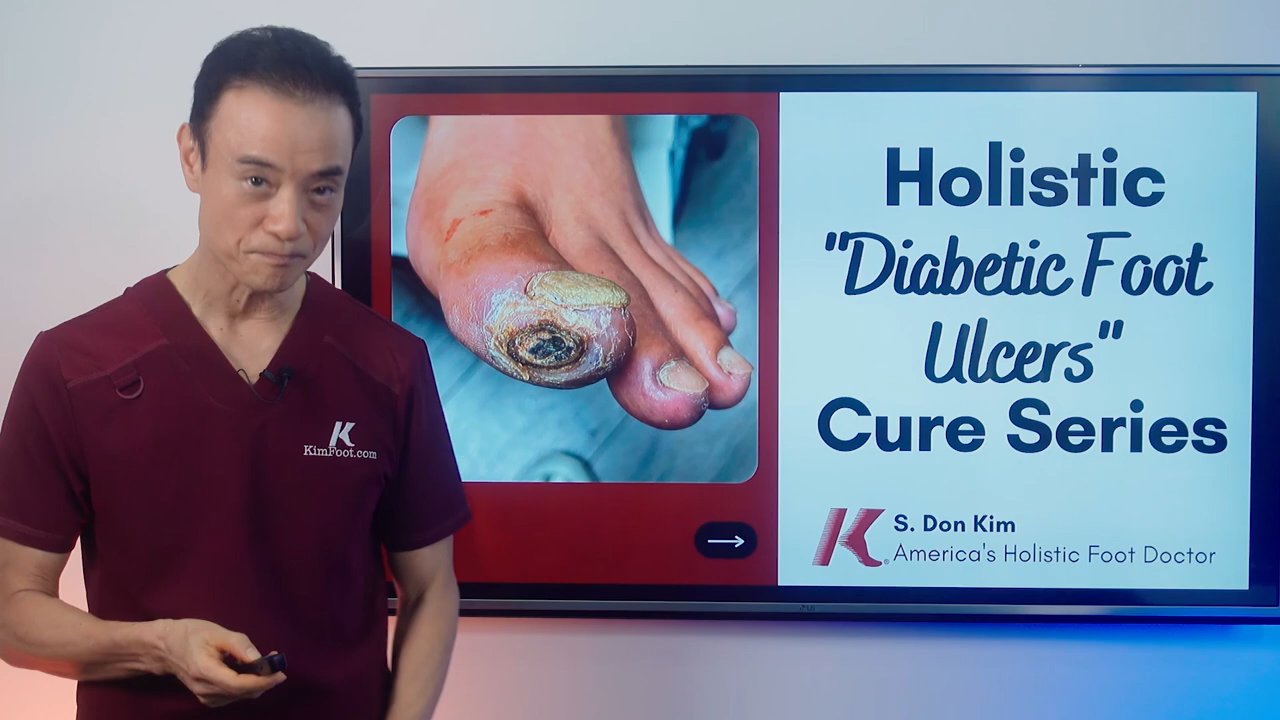 K
KimFoot.com
Holistic
"Diabetic Foot
Ulcers"
Cure Series
K®
S. Don Kim
America's Holistic Foot Doctor